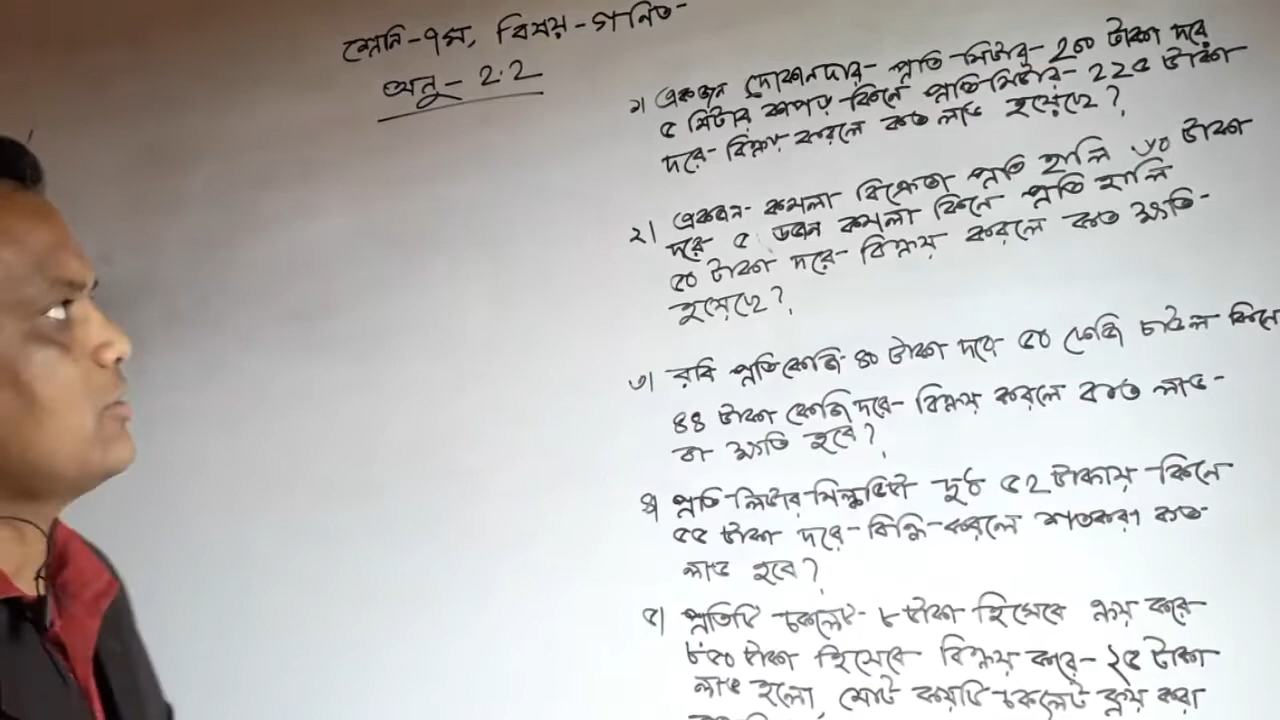 শ্রেনি-৭ম, বিষয়-গণিত-
অনু-২.২
১। একজন দোকানদার- প্রতি-মিটার- ২০০ টাকা দরে
৫ মিটার কাপড় কিনে প্রতিমিটার- ২২৫ টাকা
দরে- বিক্রয় করলে কত লাভ হয়েছে?
২। একজন- কমলা বিক্রেতা প্রতি হালি ৬০ টাকা
দরে ৫ ডজন কমলা কিনে প্রতি হালি
৫০ টাকা দরে- বিক্রয় করলে কত ক্ষতি-
হয়েছে?
৩। রবি প্রতিকেজি ৪০ টাকা দরে ৫০ কেজি চাউল কিনে
৪৪ টাকা কেজি দরে- বিক্রয় করলে কত লাভ-
বা ক্ষতি হবে?
৪। প্রতি-লিটার-মিল্কভিটা দুধ ৫২ টাকায় কিনে
৫৫ টাকা দরে- বিক্রি-করলে শতকরা কত
লাভ হবে?
৫। প্রতিটি চকলেট- ৮ টাকা হিসেবে ক্রয় করে
৮.৫০ টাকা হিসেবে বিক্রয় করে- ২৫ টাকা
লাভ হলো, মোট কয়টি চকলেট ক্রয় করা